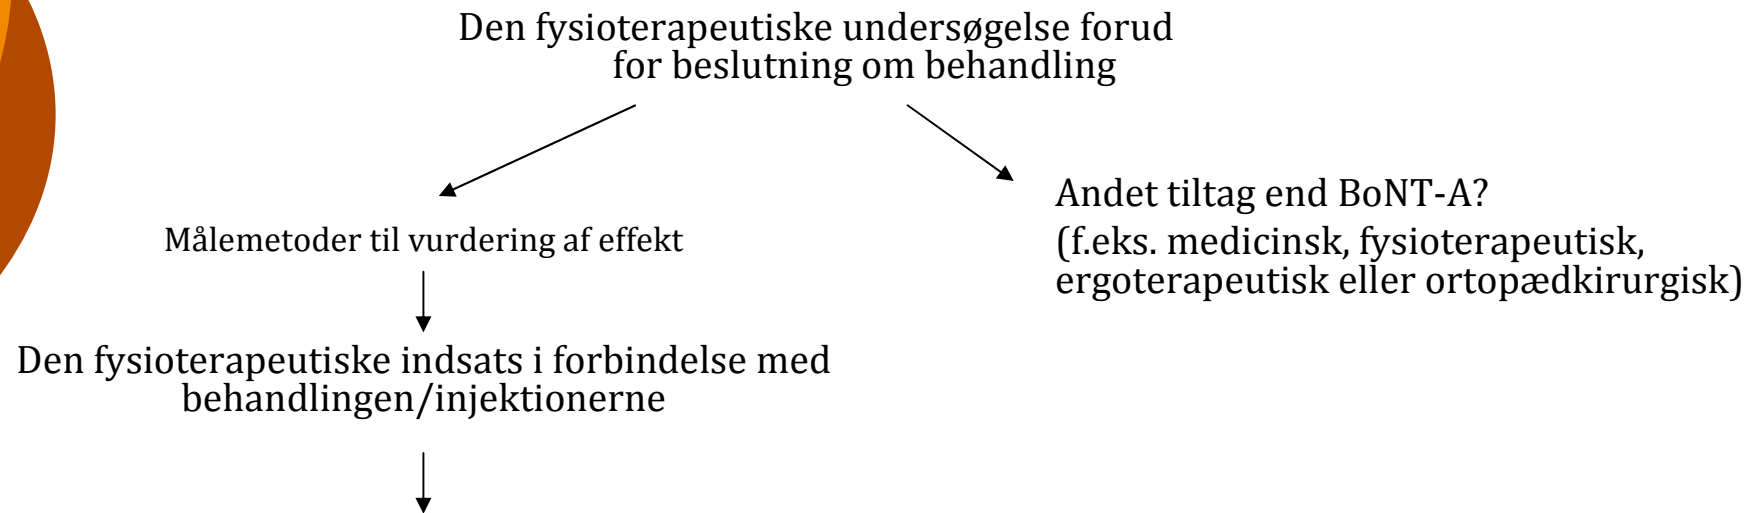 Den fysioterapeutiske undersøgelse forud
for beslutning om behandling
Andet tiltag end BoNT-A?
(f.eks. medicinsk, fysioterapeutisk,
ergoterapeutisk eller ortopædkirurgisk)
Målemetoder til vurdering af effekt
Den fysioterapeutiske indsats i forbindelse med
behandlingen/injektionerne